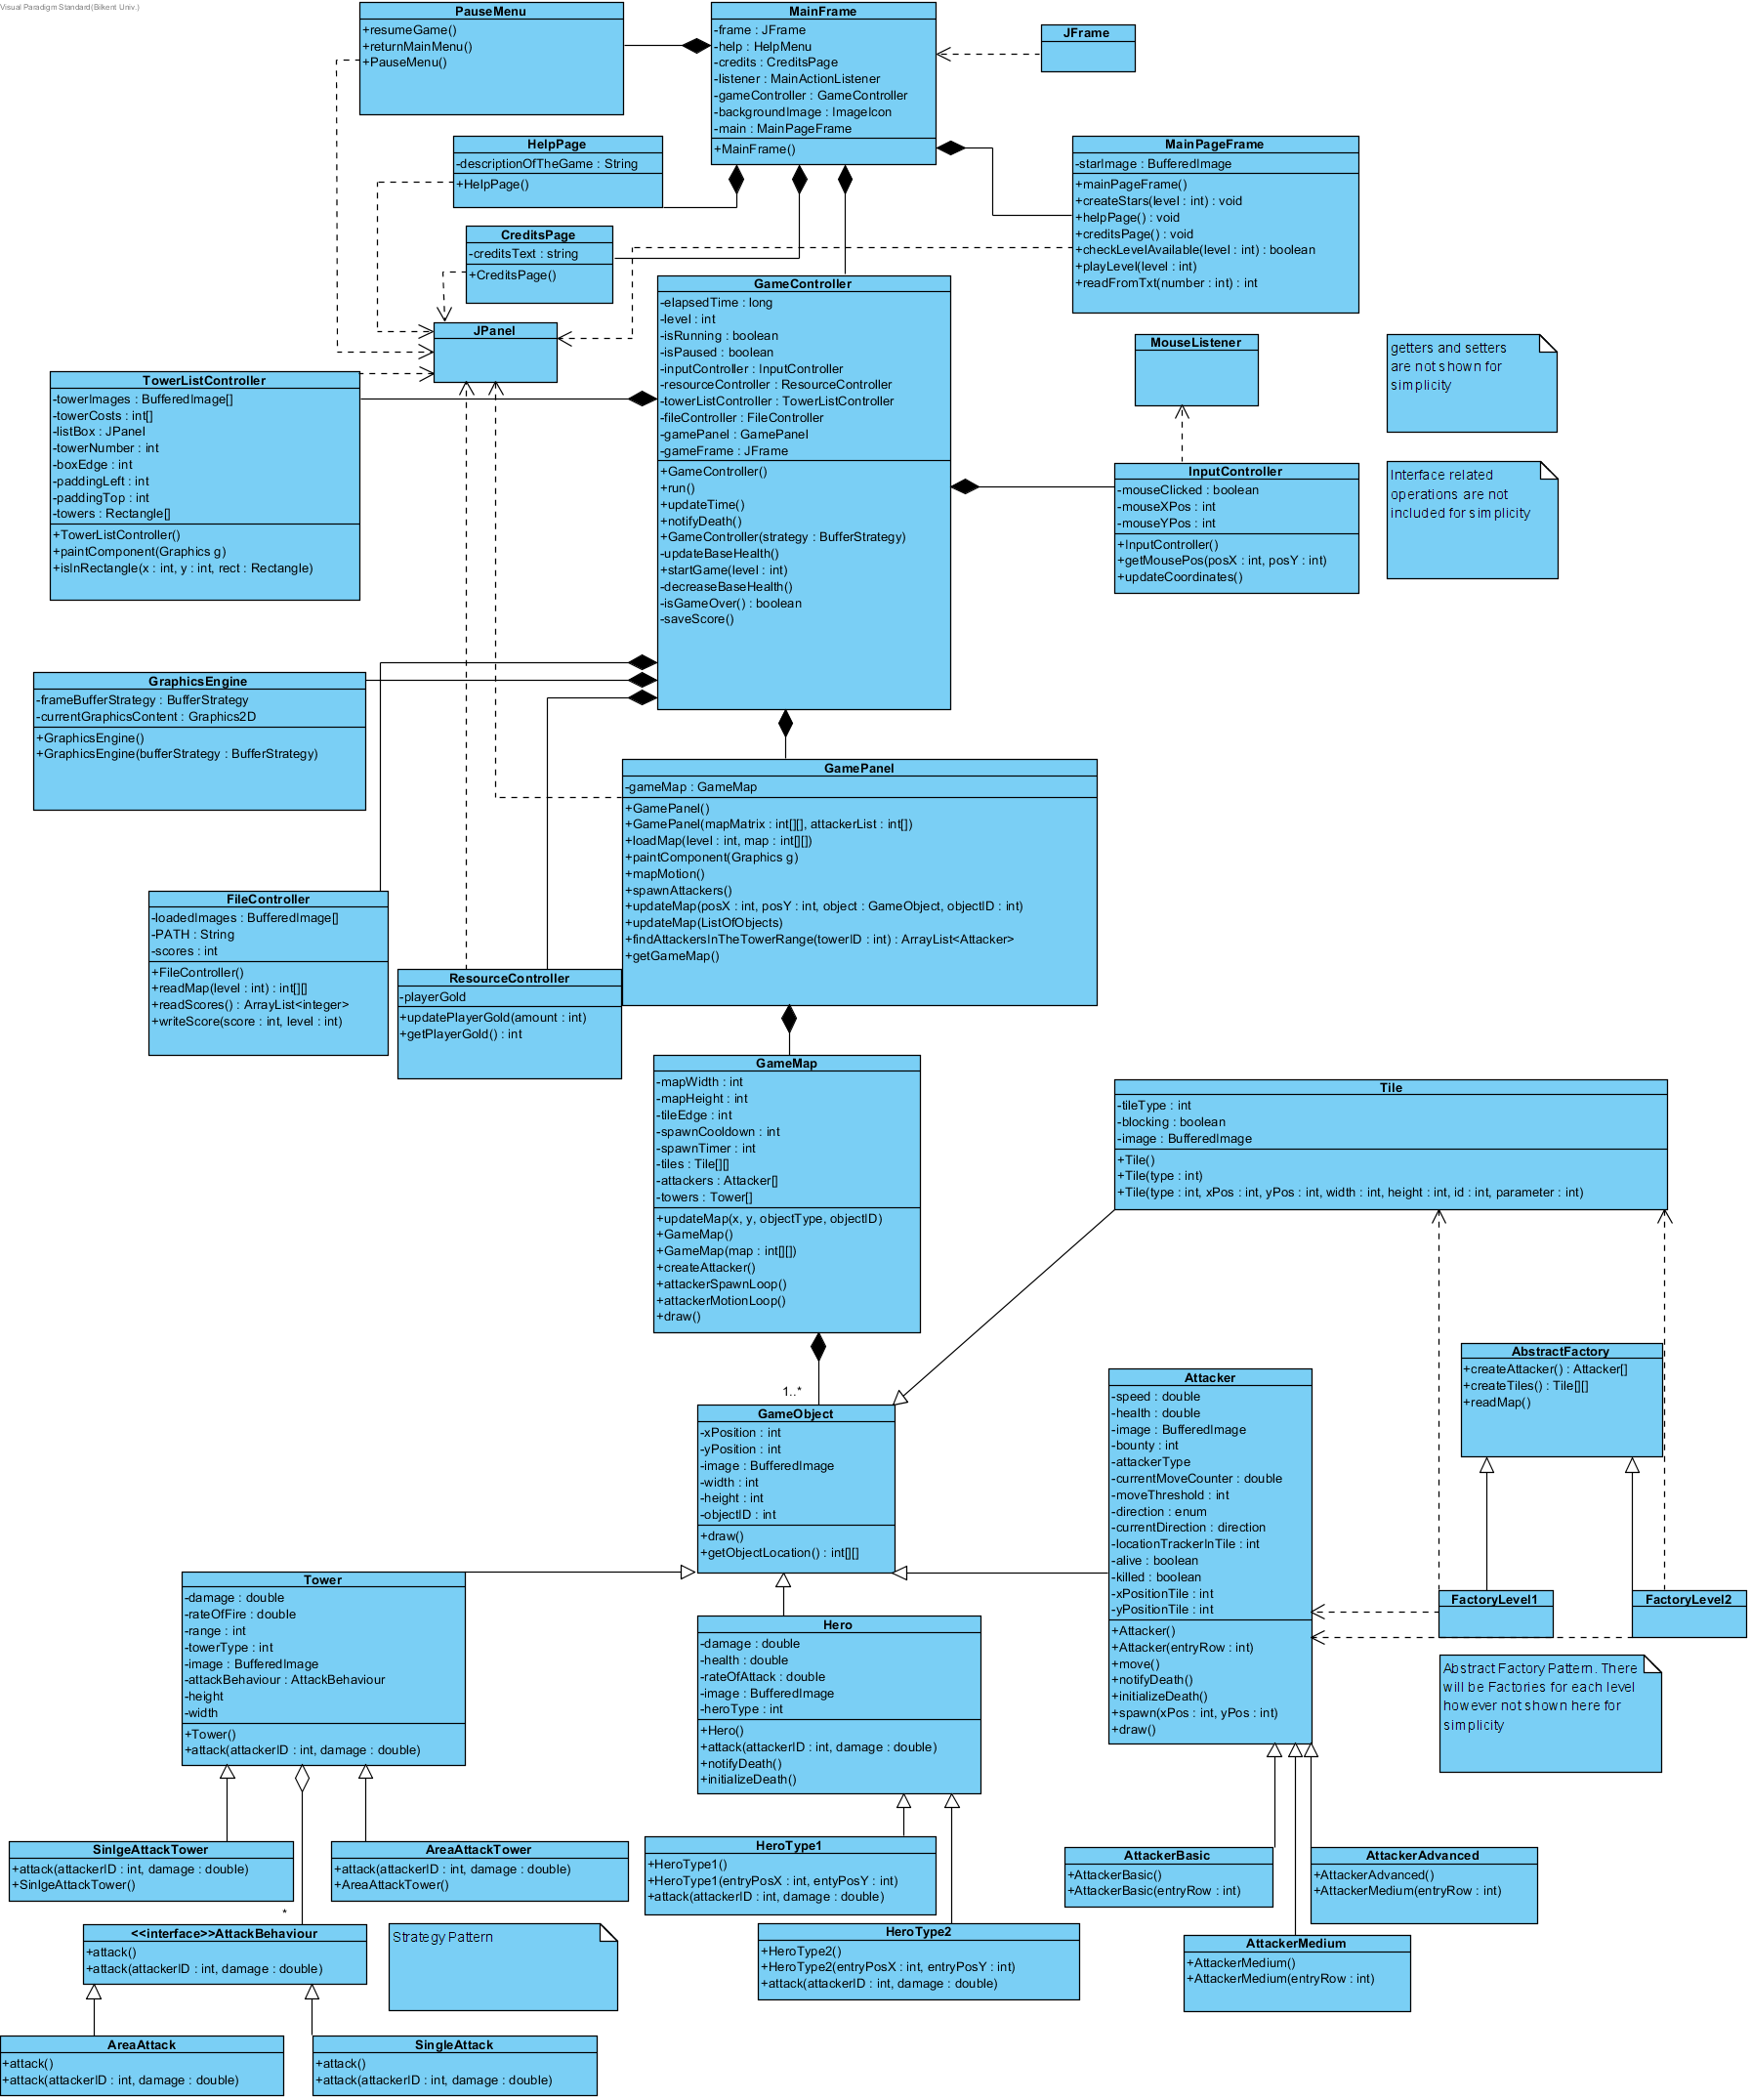 Visual Paradigm Standard(Bilkent Univ.)
PauseMenu
+resumeGame()
+returnMainMenu()
+PauseMenu()
MainFrame
-frame : JFrame
-help : HelpMenu
-credits : CreditsPage
-listener : MainActionListener
-gameController : GameController
-backgroundImage : ImageIcon
-main : MainPageFrame
+MainFrame()
JFrame
HelpPage
-descriptionOfTheGame : String
+HelpPage()
MainPageFrame
-starImage : BufferedImage
+mainPageFrame()
+createStars(level : int) : void
+helpPage() : void
+creditsPage() : void
+checkLevelAvailable(level : int) : boolean
+playLevel(level : int)
+readFromTxt(number : int) : int
CreditsPage
-creditsText : string
+CreditsPage()
JPanel
GameController
-elapsedTime : long
-level : int
-isRunning : boolean
-isPaused : boolean
-inputController : InputController
-resourceController : ResourceController
-towerListController : TowerListController
-fileController : FileController
-gamePanel : GamePanel
-gameFrame : JFrame
+GameController()
+run()
+updateTime()
+notifyDeath()
+GameController(strategy : BufferStrategy)
-updateBaseHealth()
+startGame(level : int)
-decreaseBaseHealth()
-isGameOver() : boolean
-saveScore()
MouseListener
getters and setters
are not shown for
simplicity
TowerListController
-towerImages : BufferedImage[]
-towerCosts : int[]
-listBox : JPanel
-towerNumber : int
-boxEdge : int
-paddingLeft : int
-paddingTop : int
-towers : Rectangle[]
+TowerListController()
+paintComponent(Graphics g)
+isInRectangle(x : int, y : int, rect : Rectangle)
InputController
-mouseClicked : boolean
-mouseXPos : int
-mouseYPos : int
+InputController()
+getMousePos(posX : int, posY : int)
+updateCoordinates()
Interface related
operations are not
included for simplicity
GraphicsEngine
-frameBufferStrategy : BufferStrategy
-currentGraphicsContent : Graphics2D
+GraphicsEngine()
+GraphicsEngine(bufferStrategy : BufferStrategy)
GamePanel
-gameMap : GameMap
+GamePanel()
+GamePanel(mapMatrix : int[][], attackerList : int[])
+loadMap(level : int, map : int[][])
+paintComponent(Graphics g)
+mapMotion()
+spawnAttackers()
+updateMap(posX : int, posY : int, object : GameObject, objectID : int)
+updateMap(ListOfObjects)
+findAttackersInTheTowerRange(towerID : int) : ArrayList<Attacker>
+getGameMap()
FileController
-loadedImages : BufferedImage[]
-PATH : String
-scores : int
+FileController()
+readMap(level : int) : int[][]
+readScores() : ArrayList<integer>
+writeScore(score : int, level : int)
ResourceController
-playerGold
+updatePlayerGold(amount : int)
+getPlayerGold() : int
GameMap
-mapWidth : int
-mapHeight : int
-tileEdge : int
-spawnCooldown : int
-spawnTimer : int
-tiles : Tile[][]
-attackers : Attacker[]
-towers : Tower[]
+updateMap(x, y, objectType, objectID)
+GameMap()
+GameMap(map : int[][])
+createAttacker()
+attackerSpawnLoop()
+attackerMotionLoop()
+draw()
Tile
-tileType : int
-blocking : boolean
-image : BufferedImage
+Tile()
+Tile(type : int)
+Tile(type : int, xPos : int, yPos : int, width : int, height : int, id : int, parameter : int)
1..*
GameObject
-xPosition : int
-yPosition : int
-image : BufferedImage
-width : int
-height : int
-objectID : int
+draw()
+getObjectLocation() : int[][]
Attacker
-speed : double
-health : double
-image : BufferedImage
-bounty : int
-attackerType
-currentMoveCounter : double
-moveThreshold : int
-direction : enum
-currentDirection : direction
-locationTrackerInTile : int
-alive : boolean
-killed : boolean
-xPositionTile : int
-yPositionTile : int
+Attacker()
+Attacker(entryRow : int)
+move()
+notifyDeath()
+initializeDeath()
+spawn(xPos : int, yPos : int)
+draw()
AbstractFactory
+createAttacker() : Attacker[]
+createTiles() : Tile[][]
+readMap()
FactoryLevel1
FactoryLevel2
Abstract Factory Pattern. There
will be Factories for each level
however not shown here for
simplicity
Tower
-damage : double
-rateOfFire : double
-range : int
-towerType : int
-image : BufferedImage
-attackBehaviour : AttackBehaviour
-height
-width
+Tower()
+attack(attackerID : int, damage : double)
Hero
-damage : double
-health : double
-rateOfAttack : double
-image : BufferedImage
-heroType : int
+Hero()
+attack(attackerID : int, damage : double)
+notifyDeath()
+initializeDeath()
SinlgeAttackTower
+attack(attackerID : int, damage : double)
+SinlgeAttackTower()
AreaAttackTower
+attack(attackerID : int, damage : double)
+AreaAttackTower()
HeroType1
+HeroType1()
+HeroType1(entryPosX : int, entyPosY : int)
+attack(attackerID : int, damage : double)
AttackerBasic
+AttackerBasic()
+AttackerBasic(entryRow : int)
AttackerAdvanced
+AttackerAdvanced()
+AttackerMedium(entryRow : int)
*
<<interface>>AttackBehaviour
+attack()
+attack(attackerID : int, damage : double)
Strategy Pattern
HeroType2
+HeroType2()
+HeroType2(entryPosX : int, entryPosY : int)
+attack(attackerID : int, damage : double)
AttackerMedium
+AttackerMedium()
+AttackerMedium(entryRow : int)
AreaAttack
+attack()
+attack(attackerID : int, damage : double)
SingleAttack
+attack()
+attack(attackerID : int, damage : double)